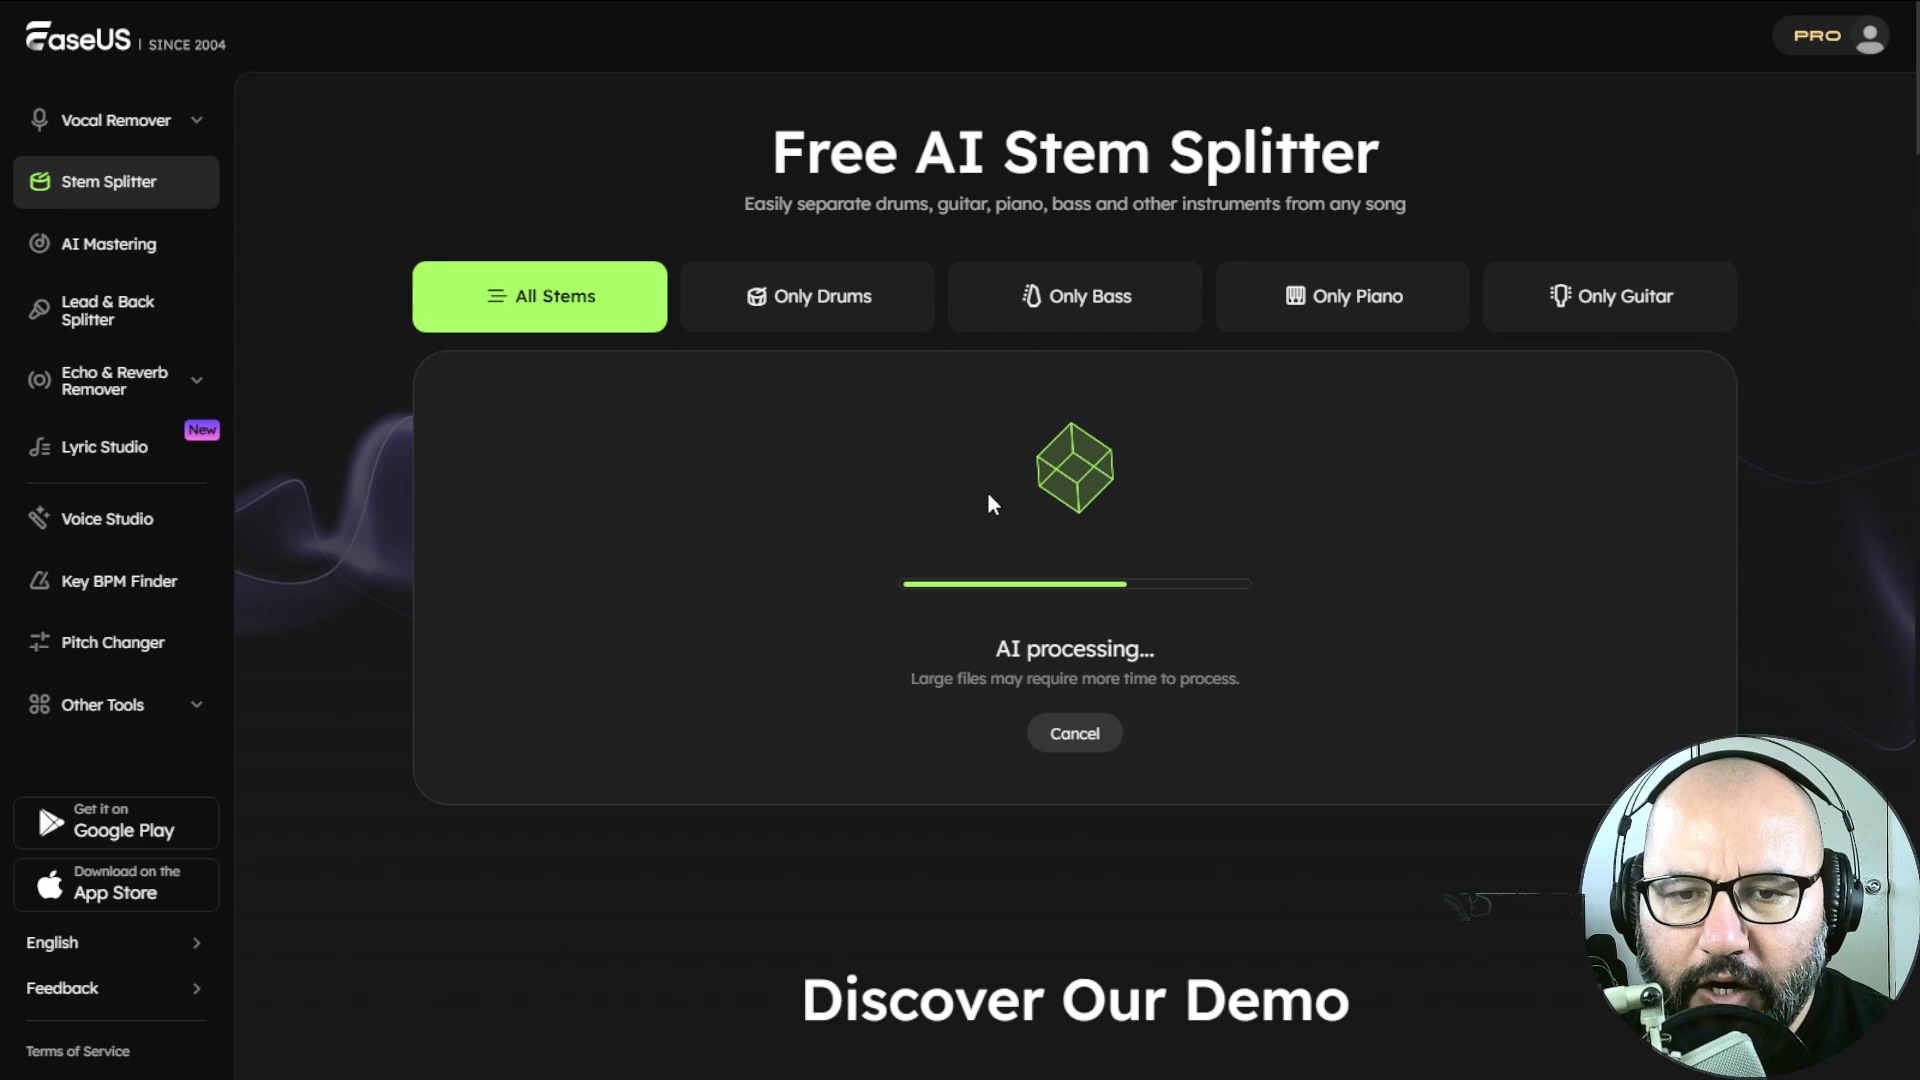 EaseUS | SINCE 2004
PRO
Vocal Remover
Stem Splitter
AI Mastering
Lead & Back
Splitter
Echo & Reverb
Remover
New
Lyric Studio
Voice Studio
Key BPM Finder
Pitch Changer
Other Tools
Get it on
Google Play
Download on the
App Store
English
Feedback
Terms of Service
Free AI Stem Splitter
Easily separate drums, guitar, piano, bass and other instruments from any song
All Stems
Only Drums
Only Bass
Only Piano
Only Guitar
AI processing...
Large files may require more time to process.
Cancel
Discover Our Demo